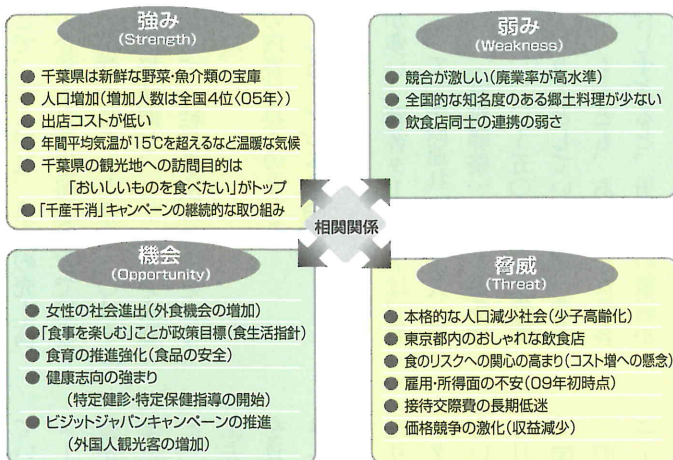 強み
(Strength)
● 千葉県は新鮮な野菜・魚介類の宝庫
● 人口増加(増加人数は全国4位〈05年〉)
● 出店コストが低い
● 年間平均気温が15℃を超えるなど温暖な気候
● 千葉県の観光地への訪問目的は
「おいしいものを食べたい」がトップ
● 「千産千消」キャンペーンの継続的な取り組み
弱み
(Weakness)
● 競合が激しい(廃業率が高水準)
● 全国的な知名度のある郷土料理が少ない
● 飲食店同士の連携の弱さ
相関関係
機会
(Opportunity)
● 女性の社会進出(外食機会の増加)
● 「食事を楽しむ」ことが政策目標(食生活指針)
● 食育の推進強化(食品の安全)
● 健康志向の強まり
(特定健診・特定保健指導の開始)
● ビジットジャパンキャンペーンの推進
(外国人観光客の増加)
脅威
(Threat)
● 本格的な人口減少社会(少子高齢化)
● 東京都内のおしゃれな飲食店
● 食のリスクへの関心の高まり(コスト増への懸念)
● 雇用・所得面の不安(09年初時点)
● 接待交際費の長期低迷
● 価格競争の激化(収益減少)